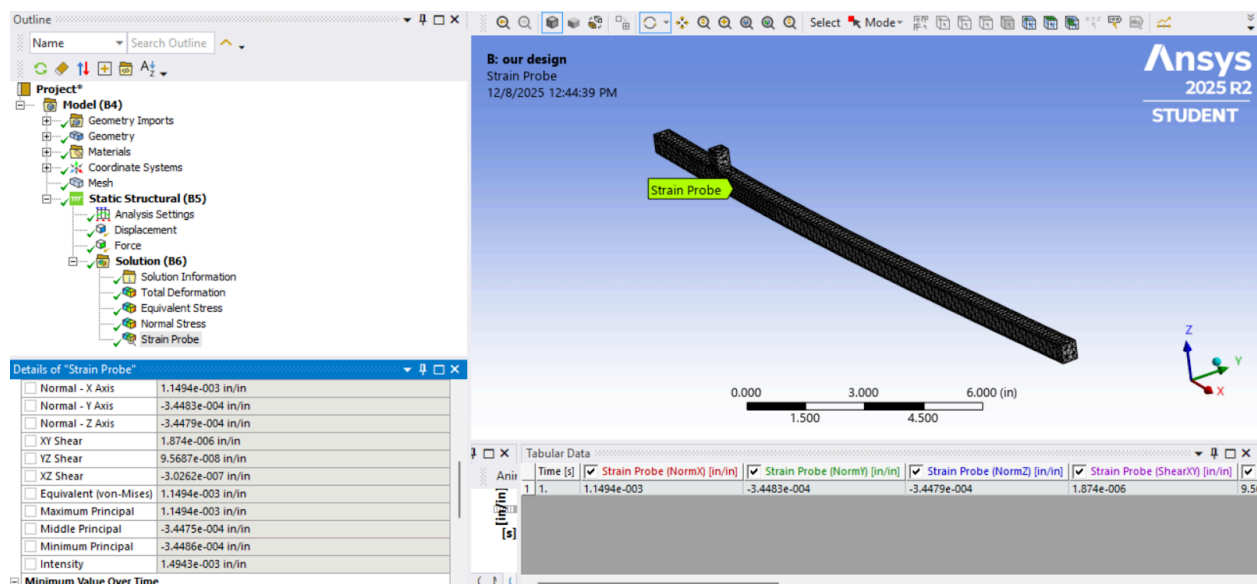 Outline
Name
Search Outline
Project*
Model (B4)
Geometry Imports
Geometry
Materials
Coordinate Systems
Mesh
Static Structural (B5)
Analysis Settings
Displacement
Force
Solution (B6)
Solution Information
Total Deformation
Equivalent Stress
Normal Stress
Strain Probe
Details of "Strain Probe"
Normal - X Axis 1.1494e-003 in/in
Normal - Y Axis -3.4483e-004 in/in
Normal - Z Axis -3.4479e-004 in/in
XY Shear 1.874e-006 in/in
YZ Shear 9.5687e-008 in/in
XZ Shear -3.0262e-007 in/in
Equivalent (von-Mises) 1.1494e-003 in/in
Maximum Principal 1.1494e-003 in/in
Middle Principal -3.4475e-004 in/in
Minimum Principal -3.4486e-004 in/in
Intensity 1.4943e-003 in/in
Minimum Value Over Time
Select Mode
B: our design
Strain Probe
12/8/2025 12:44:39 PM
Ansys
2025 R2
STUDENT
Strain Probe
Z
Y
X
0.000 3.000 6.000 (in)
1.500 4.500
Tabular Data
Anir
[in/in]
[s]
Time [s] Strain Probe (NormX) [in/in] Strain Probe (NormY) [in/in] Strain Probe (NormZ) [in/in] Strain Probe (ShearXY) [in/in]
1 1. 1.1494e-003 -3.4483e-004 -3.4479e-004 1.874e-006 9.5